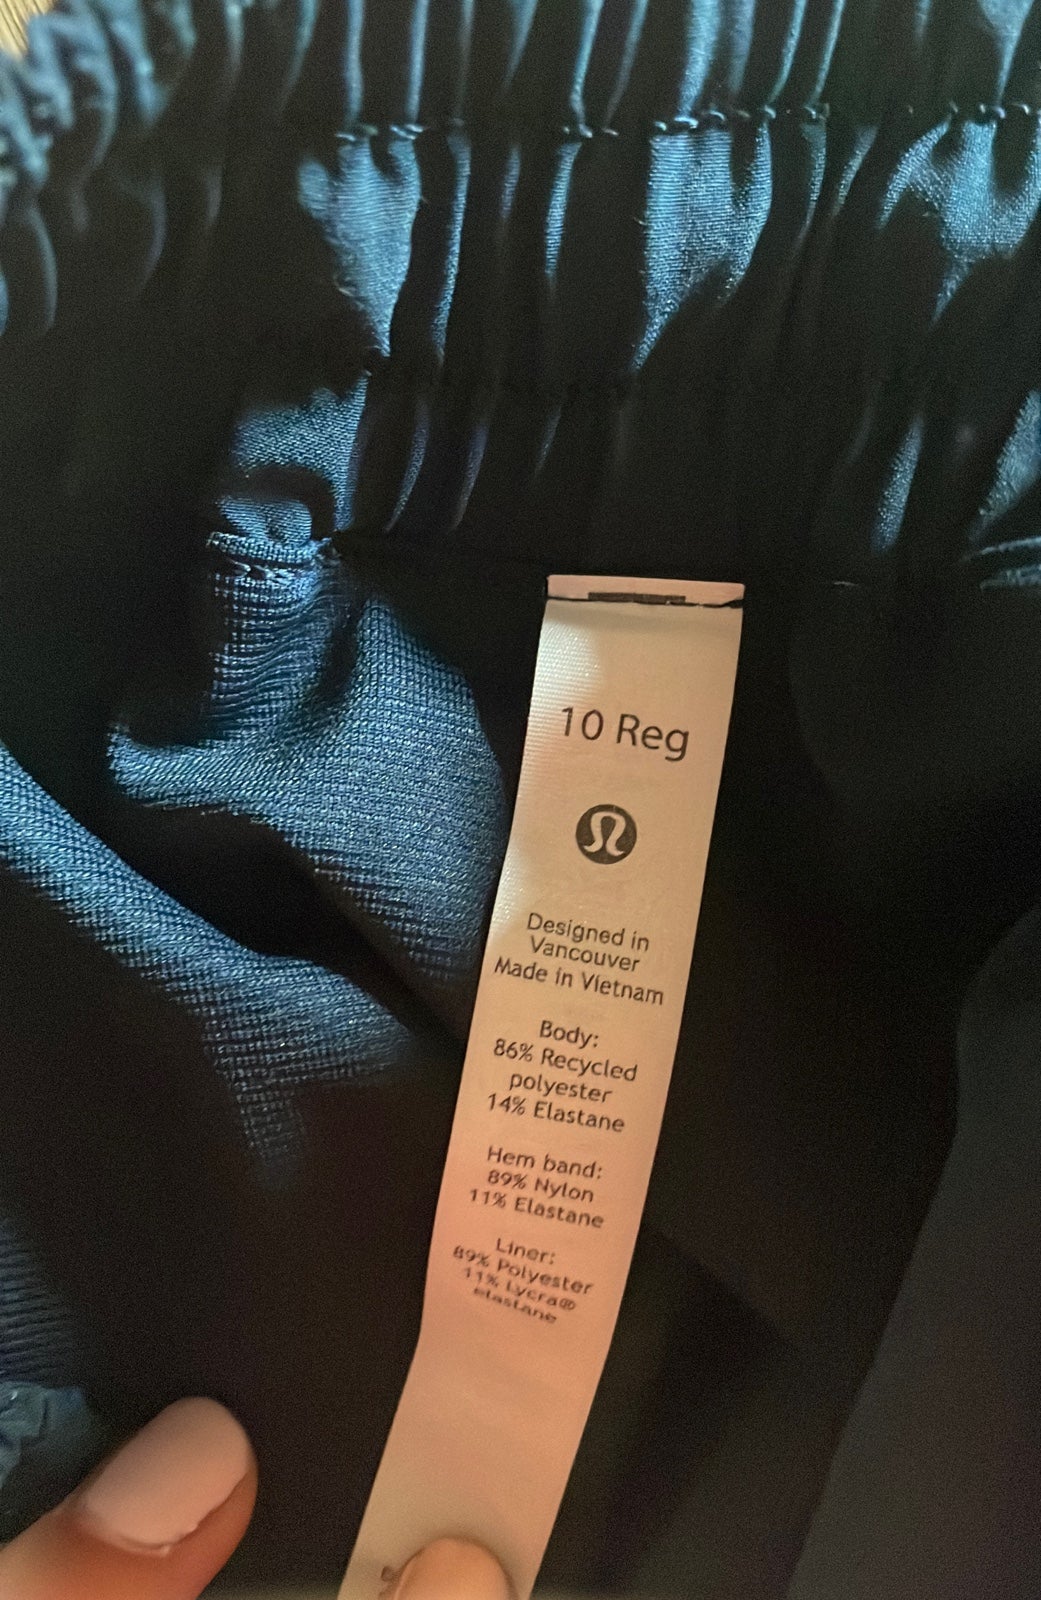 10 Reg
Designed in
Vancouver
Made in Vietnam
Body:
86% Recycled
polyester
14% Elastane
Hem band:
89% Nylon
11% Elastane
Liner:
89% Polyester
11% Lycra®
elastane